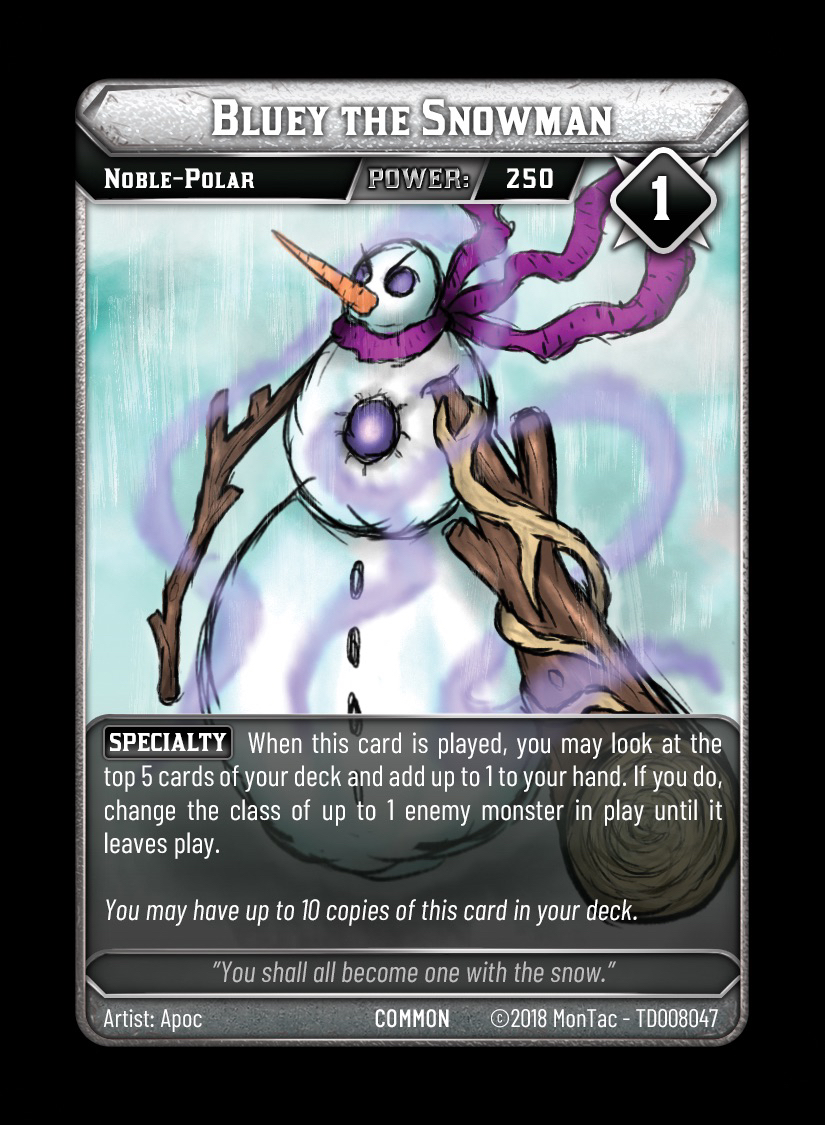 Bluey the Snowman
Noble-Polar POWER: 250
1
SPECIALTY When this card is played, you may look at the
top 5 cards of your deck and add up to 1 to your hand. If you do,
change the class of up to 1 enemy monster in play until it
leaves play.
You may have up to 10 copies of this card in your deck.
"You shall all become one with the snow."
Artist: Apoc COMMON ©2018 MonTac - TD008047